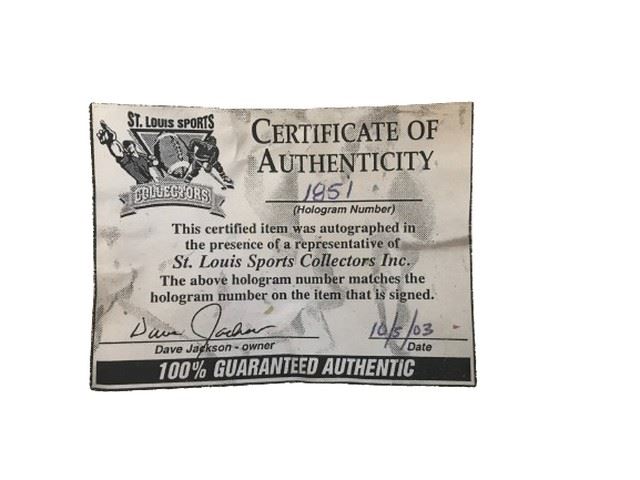 ST. LOUIS SPORTS
COLLECTORS
CERTIFICATE OF
AUTHENTICITY
1851
(Hologram Number)
This certified item was autographed in
the presence of a representative of
St. Louis Sports Collectors Inc.
The above hologram number matches the
hologram number on the item that is signed.
Dave Jackson 10/5/03
Dave Jackson - owner Date
100% GUARANTEED AUTHENTIC